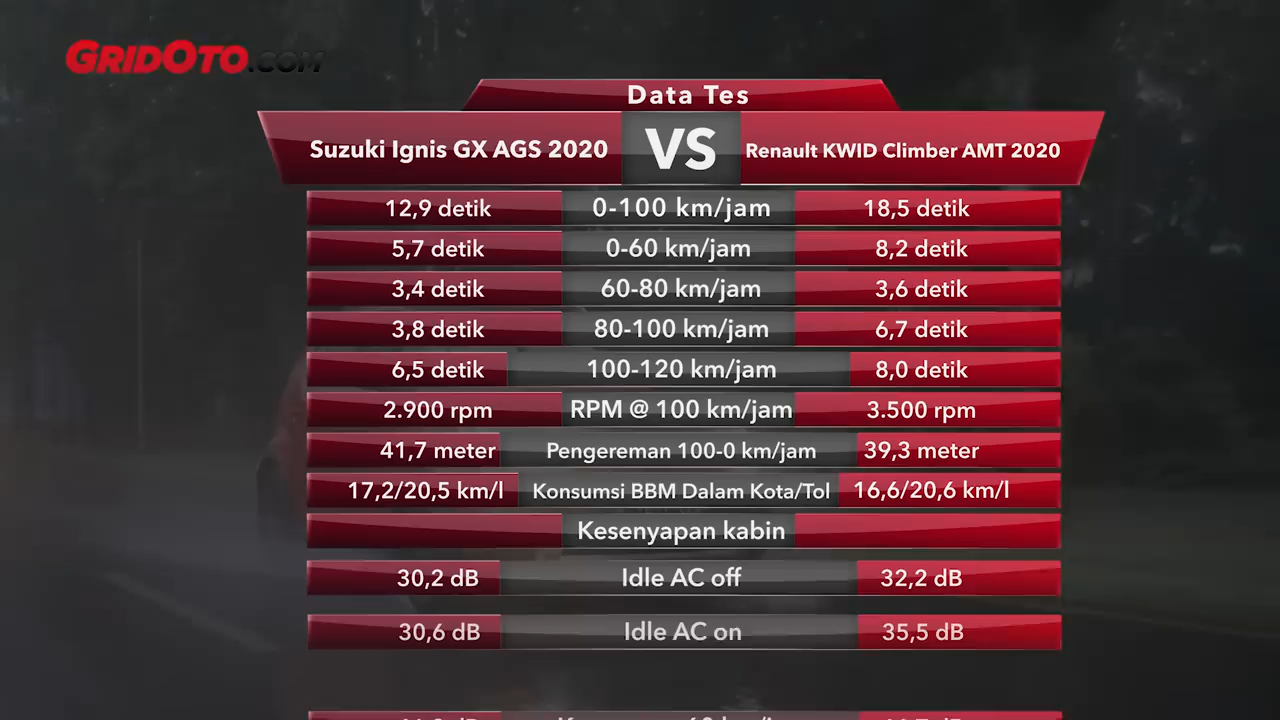 GRIDOTO.COM
Data Tes
Suzuki Ignis GX AGS 2020 VS Renault KWID Climber AMT 2020
12,9 detik 0-100 km/jam 18,5 detik
5,7 detik 0-60 km/jam 8,2 detik
3,4 detik 60-80 km/jam 3,6 detik
3,8 detik 80-100 km/jam 6,7 detik
6,5 detik 100-120 km/jam 8,0 detik
2.900 rpm RPM @ 100 km/jam 3.500 rpm
41,7 meter Pengereman 100-0 km/jam 39,3 meter
17,2/20,5 km/l Konsumsi BBM Dalam Kota/Tol 16,6/20,6 km/l
Kesenyapan kabin
30,2 dB Idle AC off 32,2 dB
30,6 dB Idle AC on 35,5 dB